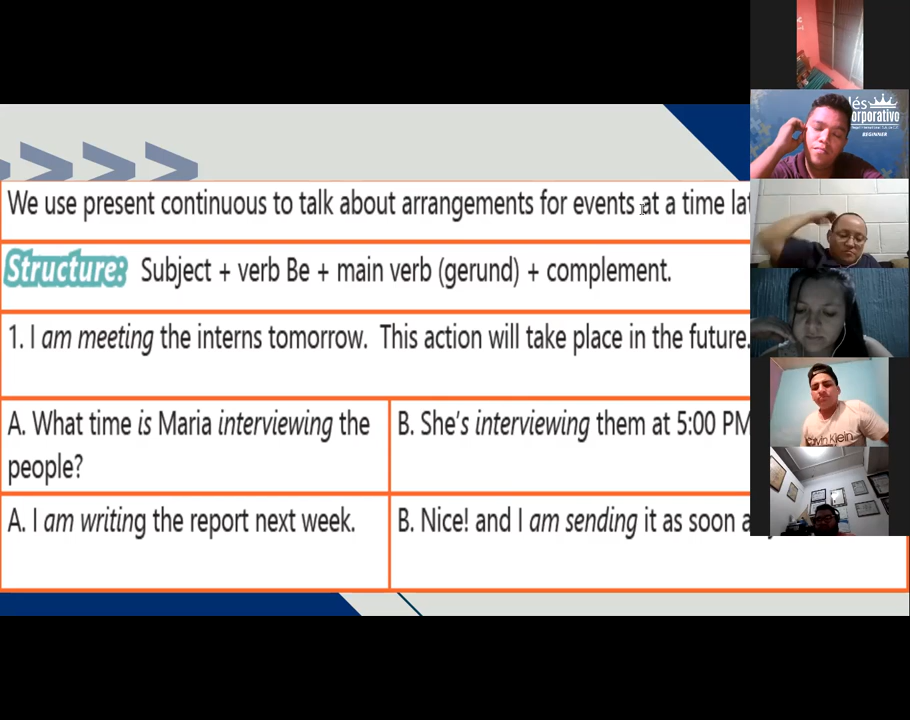 We use present continuous to talk about arrangements for events at a time
Structure: Subject + verb Be + main verb (gerund) + complement.
1. I am meeting the interns tomorrow. This action will take place in the future.
A. What time is Maria interviewing the
people?
B. She's interviewing them at 5:00 PM
A. I am writing the report next week.
B. Nice! and I am sending it as soon
BEGINNER
Calvin Klein